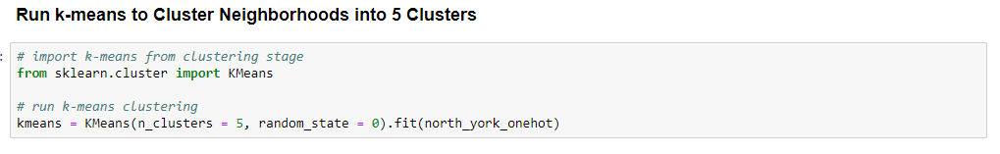 Run k-means to Cluster Neighborhoods into 5 Clusters
:
# import k-means from clustering stage
from sklearn.cluster import KMeans
# run k-means clustering
kmeans = KMeans(n_clusters = 5, random_state = 0).fit(north_york_onehot)